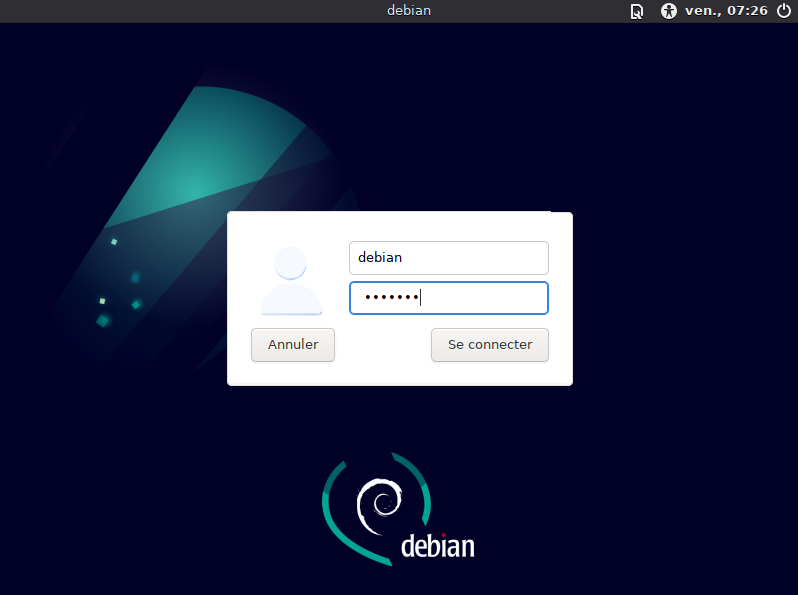 debian
ven., 07:26
debian
•••••••
Annuler
Se connecter
debian